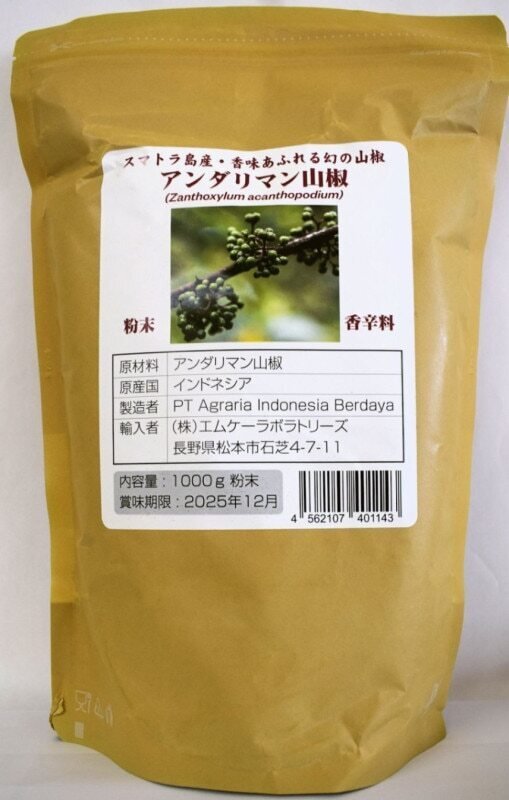 スマトラ島産・香味あふれる幻の山椒
アンダリマン山椒
(Zanthoxylum acanthopodium)
粉末 香辛料
原材料 アンダリマン山椒
原産国 インドネシア
製造者 PT Agraria Indonesia Berdaya
輸入者 (株)エムケーラボラトリーズ
長野県松本市石芝4-7-11
内容量 : 1000g 粉末
賞味期限 : 2025年12月
4 562107 401143